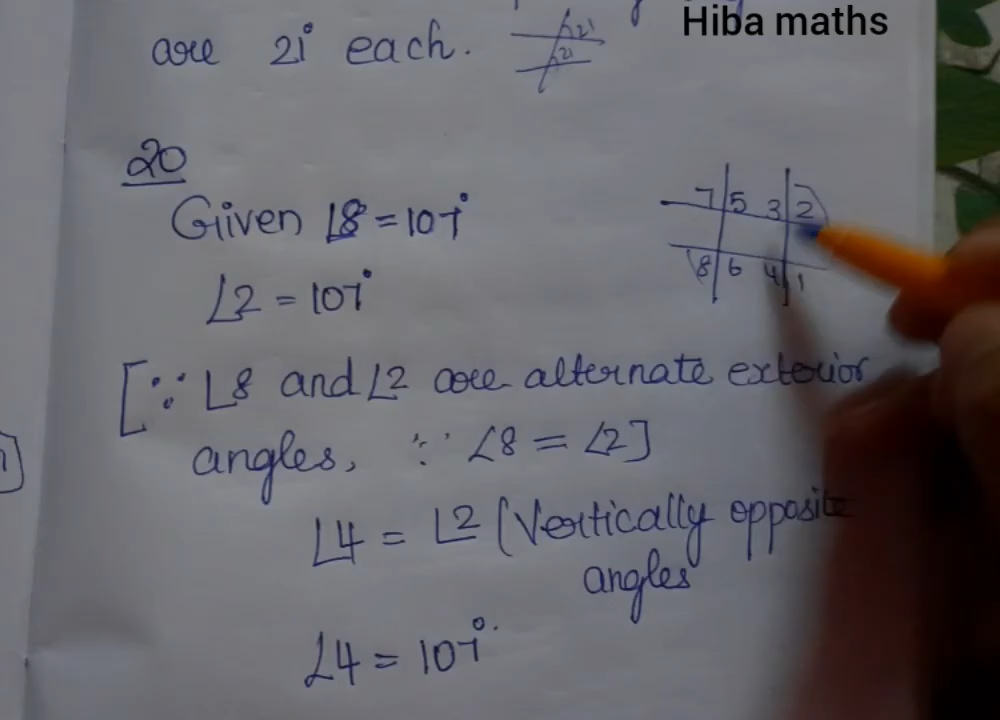 Hiba maths
are 21° each.
20
Giiven ∠8 = 107°
7 5 3 2
8 6 4 1
∠2 = 107°
[∵ ∠8 and ∠2 are alternate exterior
angles, ∵ ∠8 = ∠2]
∠4 = ∠2 (Vertically opposite
angles
∠4 = 107°.